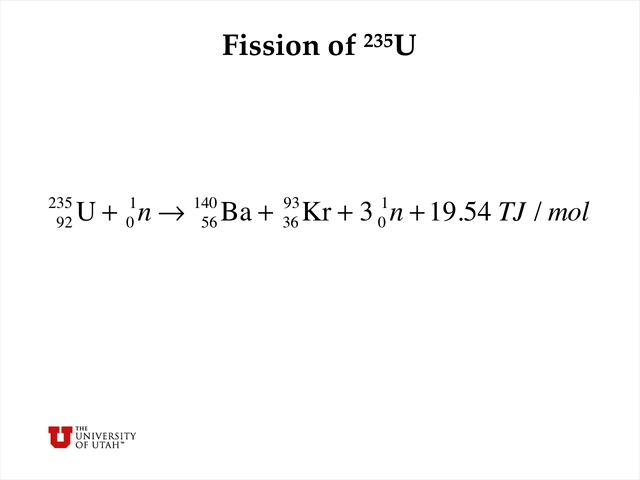 Fission of ²³⁵U
²³⁵₉₂U + ¹₀n → ¹⁴⁰₅₆Ba + ⁹³₃₆Kr + 3 ¹₀n + 19.54 TJ / mol
THE
UNIVERSITY
OF UTAH™